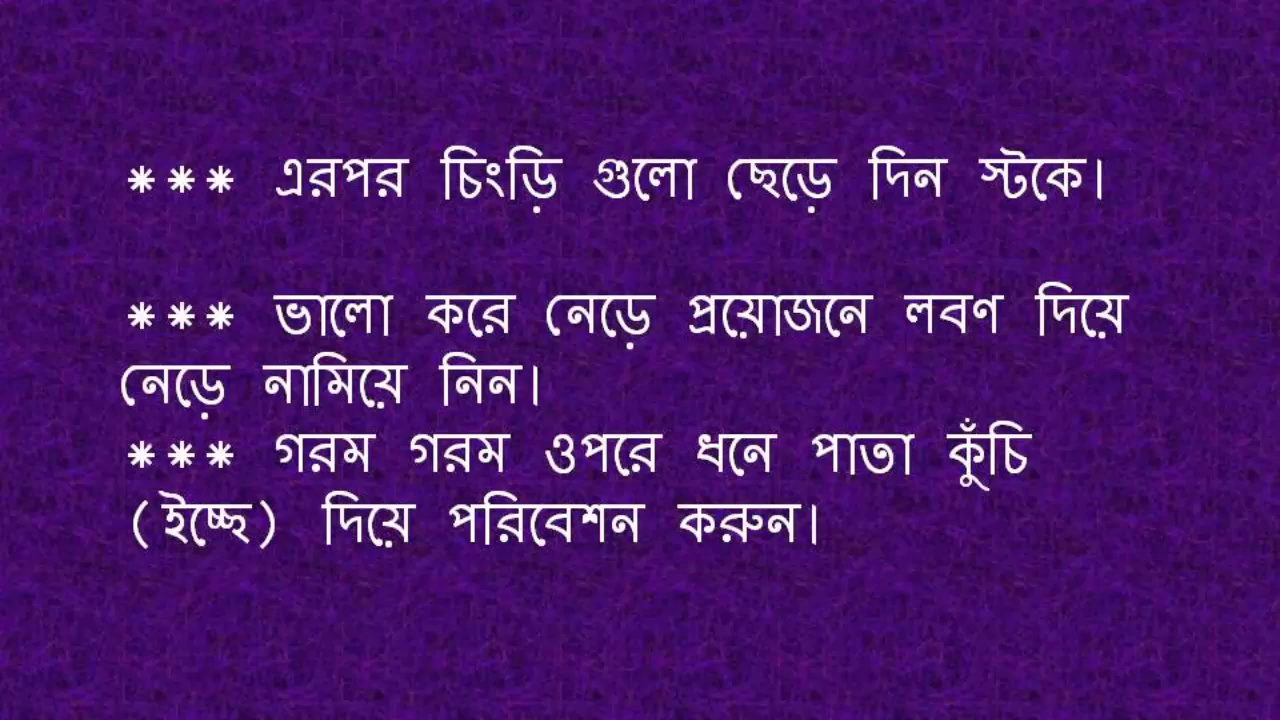 *** এরপর চিংড়ি গুলো ছেড়ে দিন স্টকে।
*** ভালো করে নেড়ে প্রয়োজনে লবণ দিয়ে
নেড়ে নামিয়ে নিন।
*** গরম গরম ওপরে ধনে পাতা কুঁচি
(ইচ্ছে) দিয়ে পরিবেশন করুন।